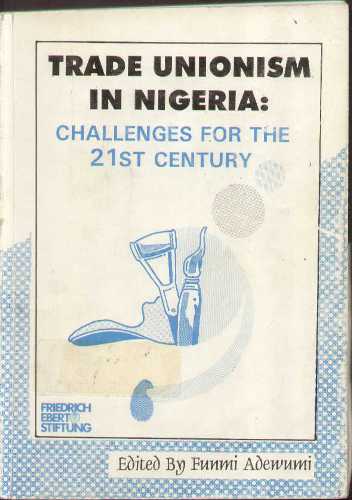 TRADE UNIONISM
IN NIGERIA:
CHALLENGES FOR THE
21ST CENTURY
FRIEDRICH
EBERT
STIFTUNG
Edited By Funmi Adewumi